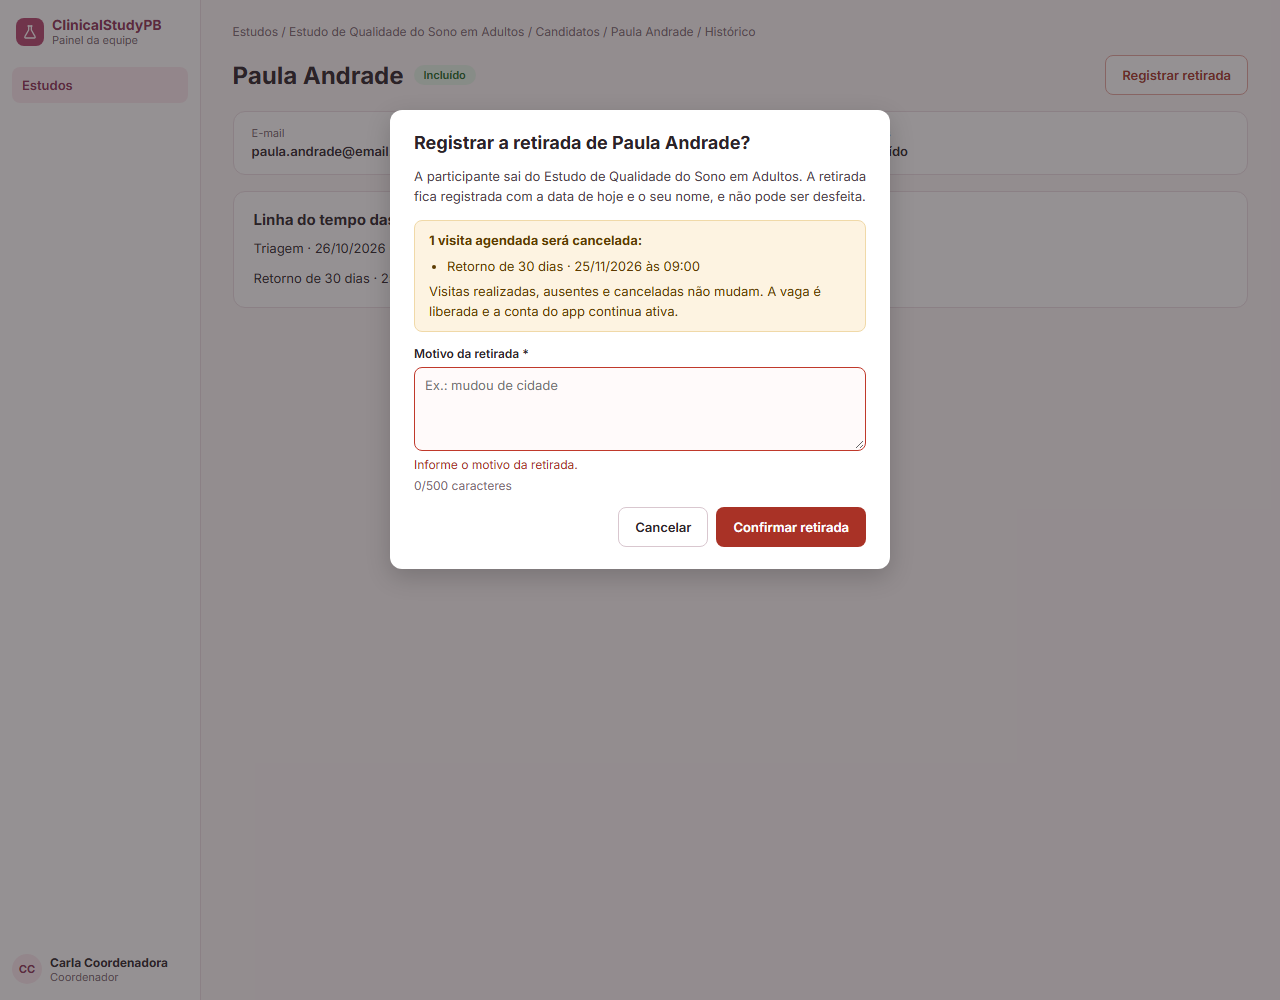 ClinicalStudyPB
Painel da equipe
Estudos
Estudos / Estudo de Qualidade do Sono em Adultos / Candidatos / Paula Andrade / Histórico
Paula Andrade
Incluído
Registrar retirada
E-mail
paula.andrade@email
ído
Linha do tempo das
Triagem · 26/10/2026
Retorno de 30 dias · 2
Registrar a retirada de Paula Andrade?
A participante sai do Estudo de Qualidade do Sono em Adultos. A retirada
fica registrada com a data de hoje e o seu nome, e não pode ser desfeita.
1 visita agendada será cancelada:
• Retorno de 30 dias · 25/11/2026 às 09:00
Visitas realizadas, ausentes e canceladas não mudam. A vaga é
liberada e a conta do app continua ativa.
Motivo da retirada *
Ex.: mudou de cidade
Informe o motivo da retirada.
0/500 caracteres
Cancelar
Confirmar retirada
CC
Carla Coordenadora
Coordenador